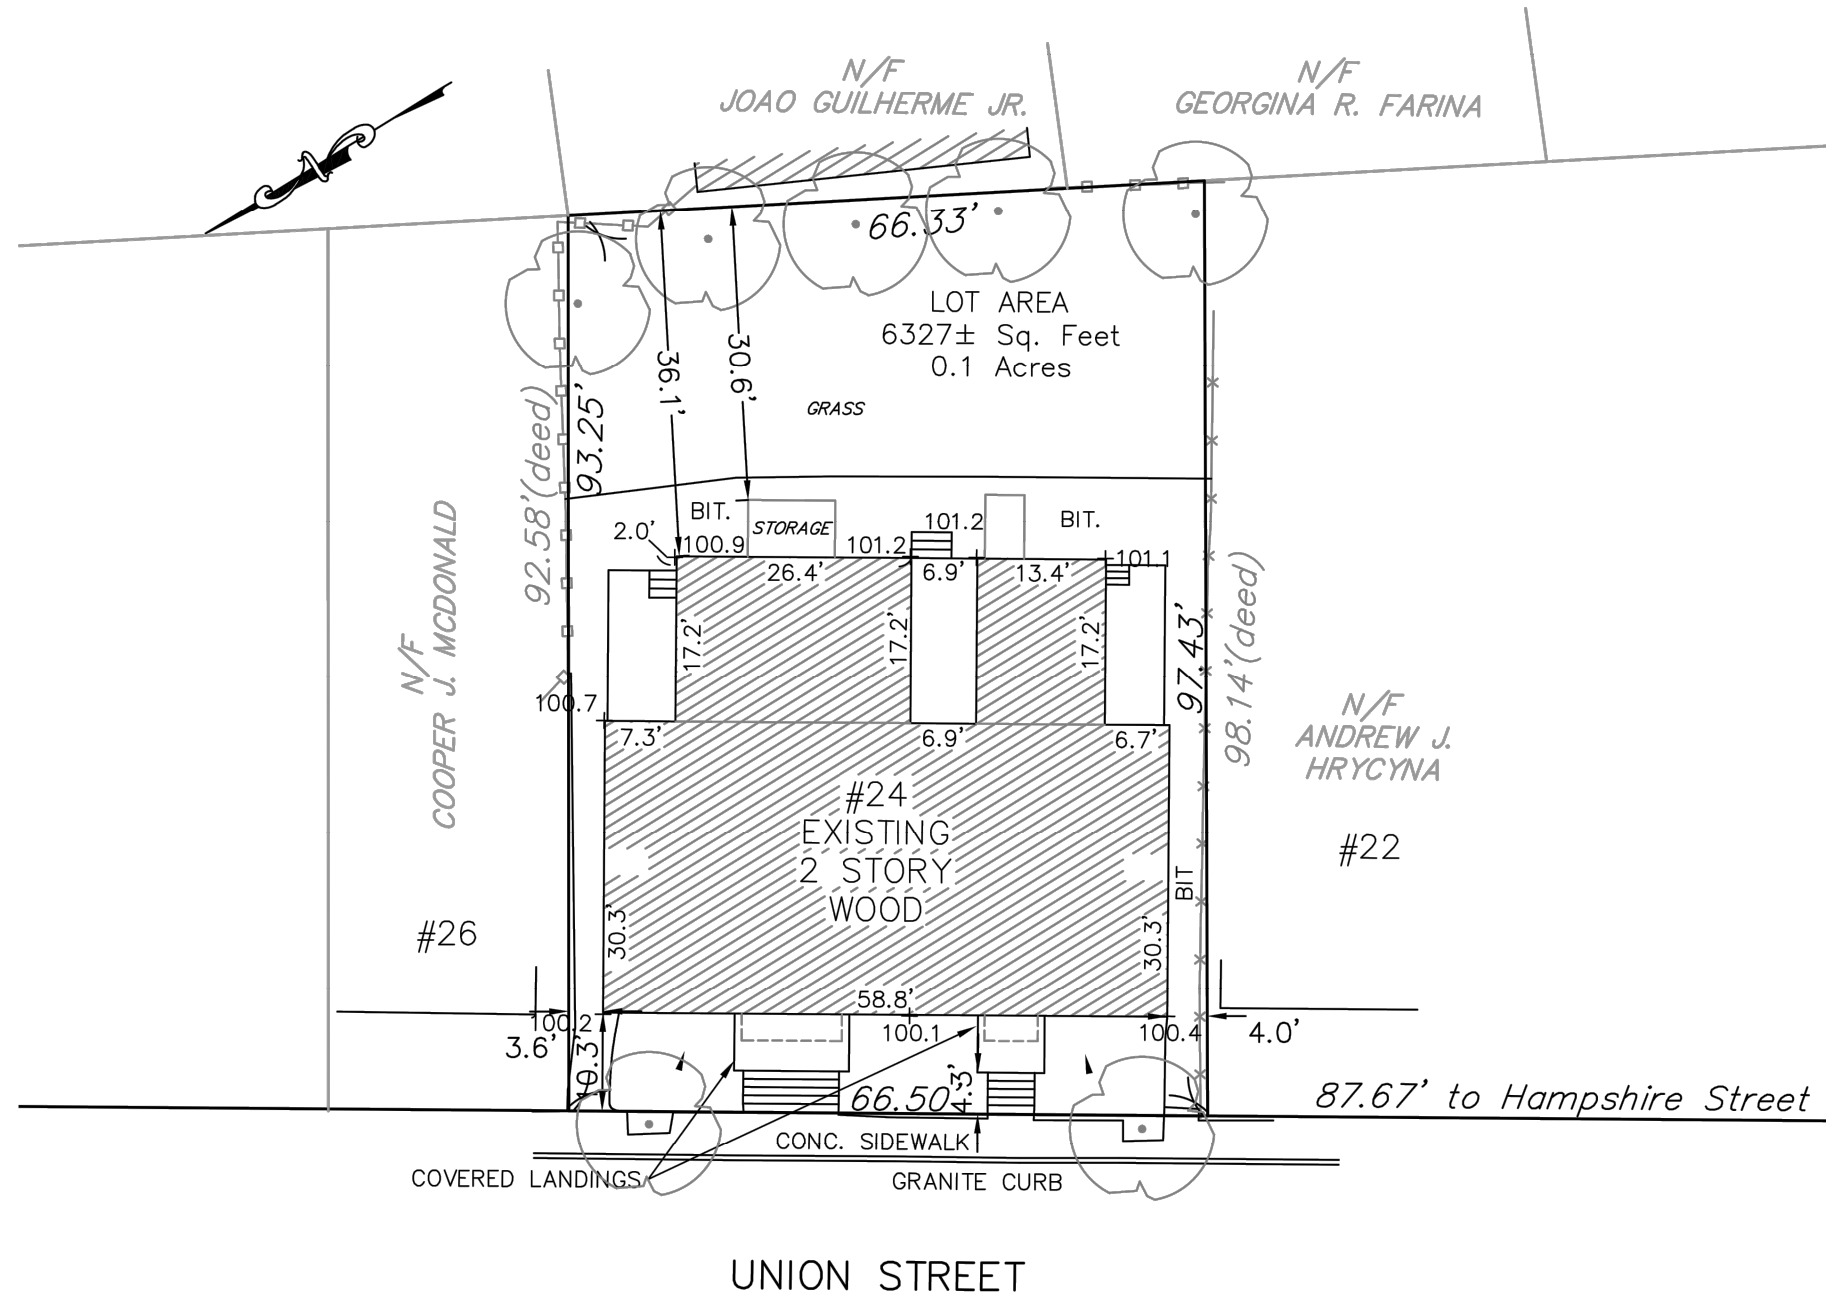 N/F
JOAO GUILHERME JR.
N/F
GEORGINA R. FARINA
66.33'
LOT AREA
6327± Sq. Feet
0.1 Acres
36.1'
30.6'
GRASS
93.25'
92.58'(deed)
N/F
COOPER J. MCDONALD
BIT.
STORAGE
BIT.
2.0'
100.9
101.2
101.2
101.1
26.4'
6.9'
13.4'
17.2'
17.2'
17.2'
97.43'
98.14'(deed)
100.7
7.3'
6.9'
6.7'
N/F
ANDREW J.
HRYCYNA
#24
EXISTING
2 STORY
WOOD
#22
BIT
#26
30.3'
30.3'
58.8'
100.2
100.1
100.4
3.6'
4.0'
10.3'
4.3'
66.50'
87.67' to Hampshire Street
CONC. SIDEWALK
COVERED LANDINGS
GRANITE CURB
UNION STREET